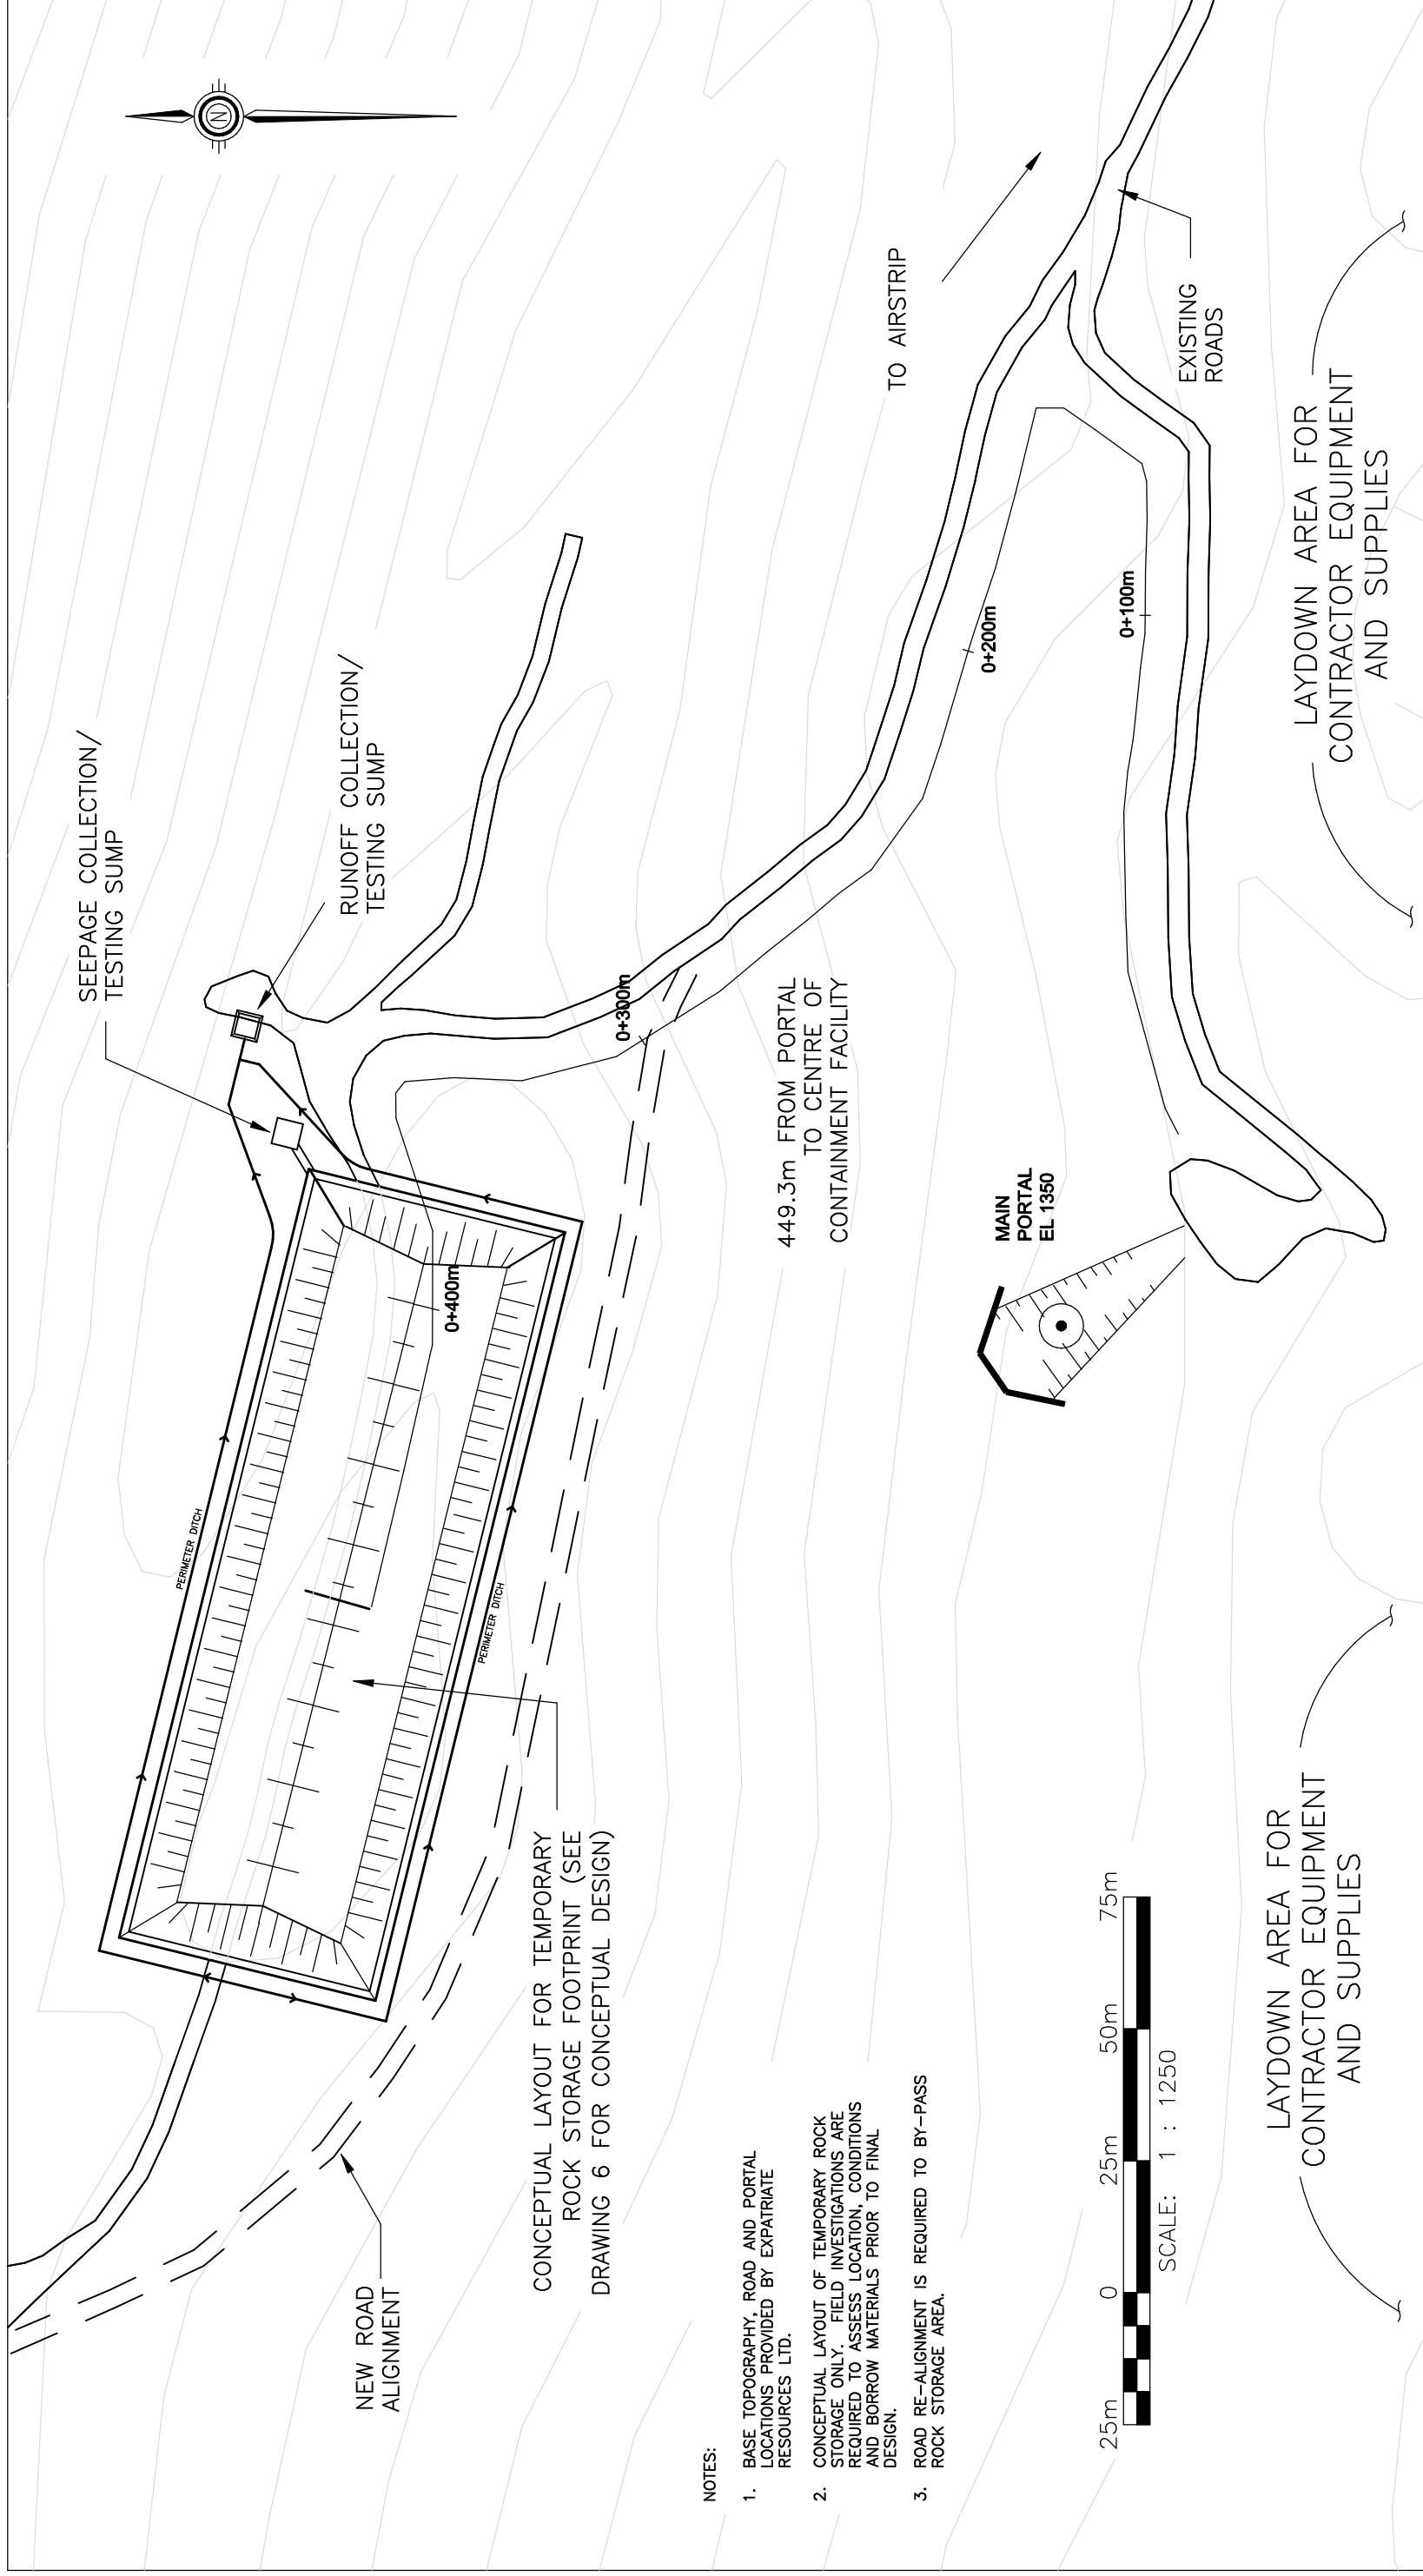 SEEPAGE COLLECTION/
TESTING SUMP
RUNOFF COLLECTION/
TESTING SUMP
N
TO AIRSTRIP
EXISTING
ROADS
PERIMETER DITCH
PERIMETER DITCH
0+400m
0+300m
0+200m
0+100m
449.3m FROM PORTAL
TO CENTRE OF
CONTAINMENT FACILITY
MAIN
PORTAL
EL 1350
NEW ROAD
ALIGNMENT
CONCEPTUAL LAYOUT FOR TEMPORARY
ROCK STORAGE FOOTPRINT (SEE
DRAWING 6 FOR CONCEPTUAL DESIGN)
NOTES:
1. BASE TOPOGRAPHY, ROAD AND PORTAL
LOCATIONS PROVIDED BY EXPATRIATE
RESOURCES LTD.
2. CONCEPTUAL LAYOUT OF TEMPORARY ROCK
STORAGE ONLY. FIELD INVESTIGATIONS ARE
REQUIRED TO ASSESS LOCATION, CONDITIONS
AND BORROW MATERIALS PRIOR TO FINAL
DESIGN.
3. ROAD RE-ALIGNMENT IS REQUIRED TO BY-PASS
ROCK STORAGE AREA.
25m 0 25m 50m 75m
SCALE: 1 : 1250
LAYDOWN AREA FOR
CONTRACTOR EQUIPMENT
AND SUPPLIES
LAYDOWN AREA FOR
CONTRACTOR EQUIPMENT
AND SUPPLIES